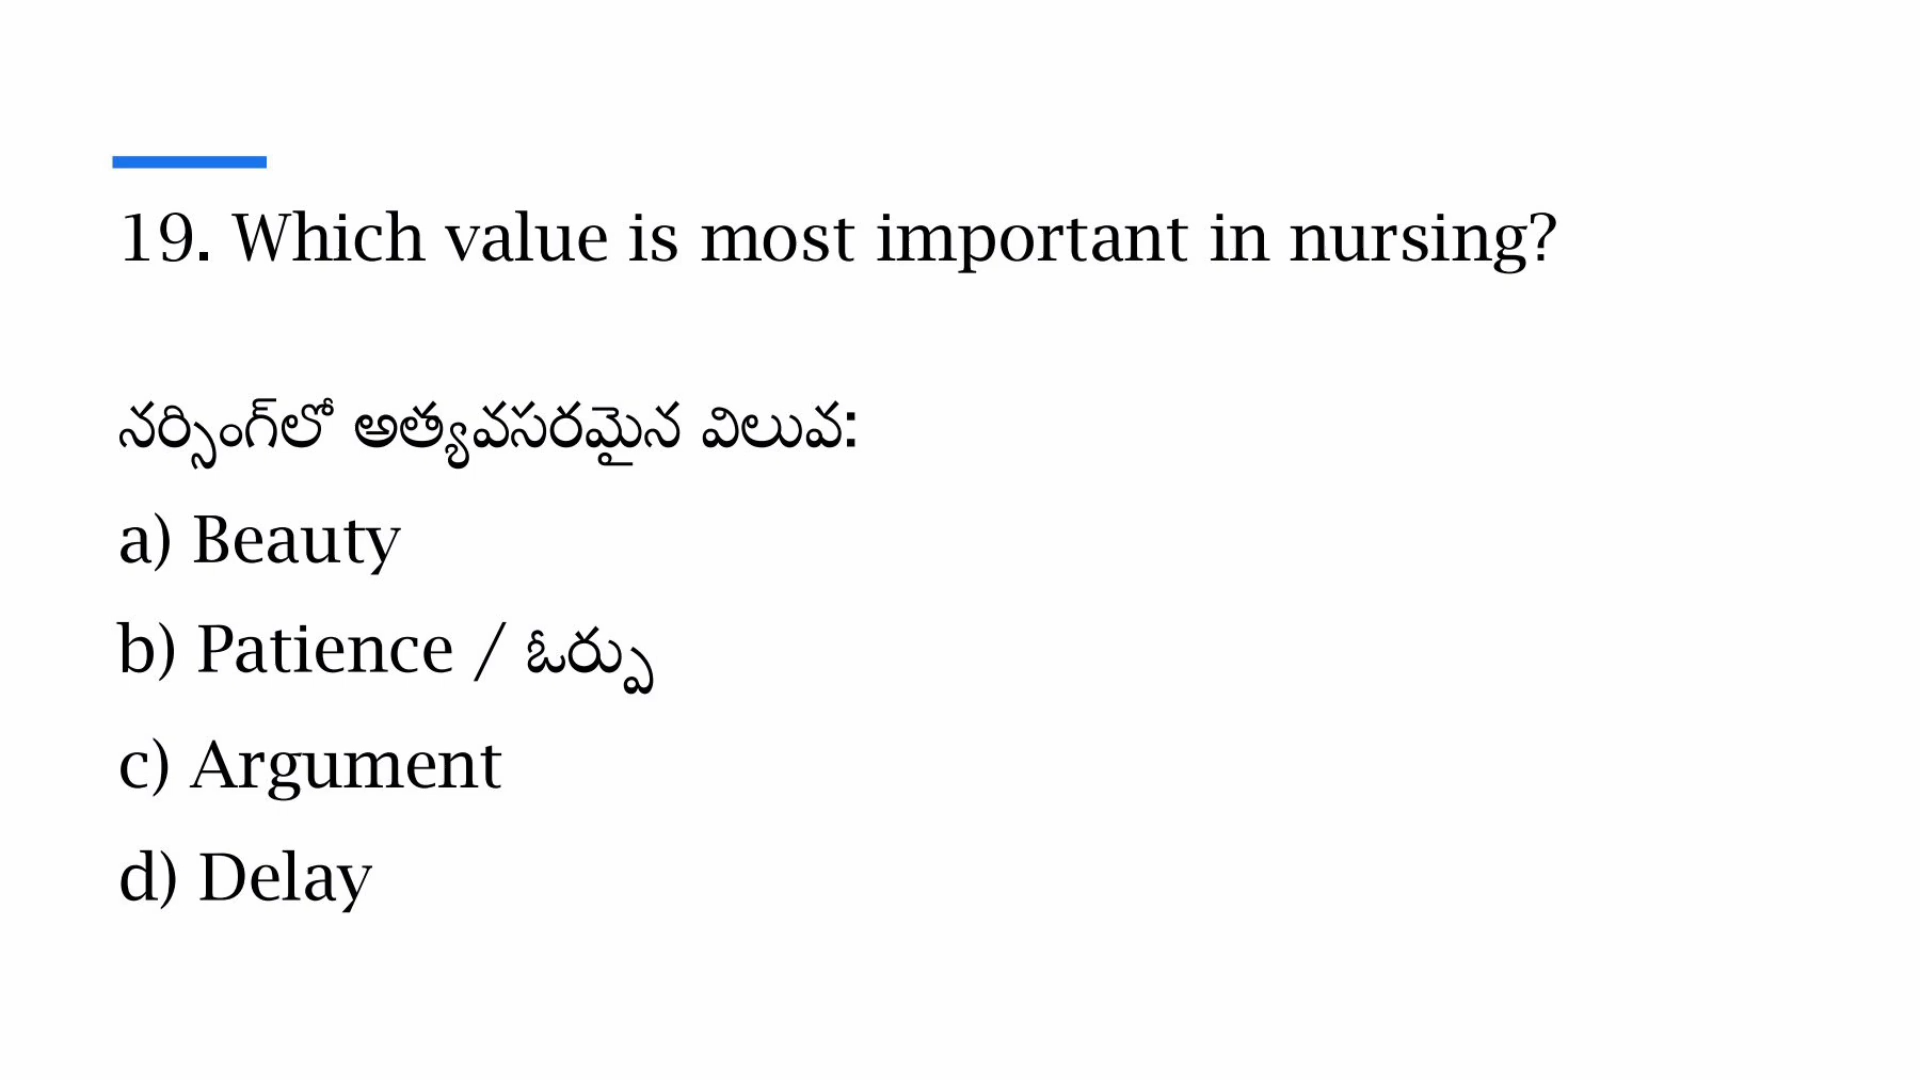 19. Which value is most important in nursing?
నర్సింగ్‌లో అత్యవసరమైన విలువ:
a) Beauty
b) Patience / ఓర్పు
c) Argument
d) Delay